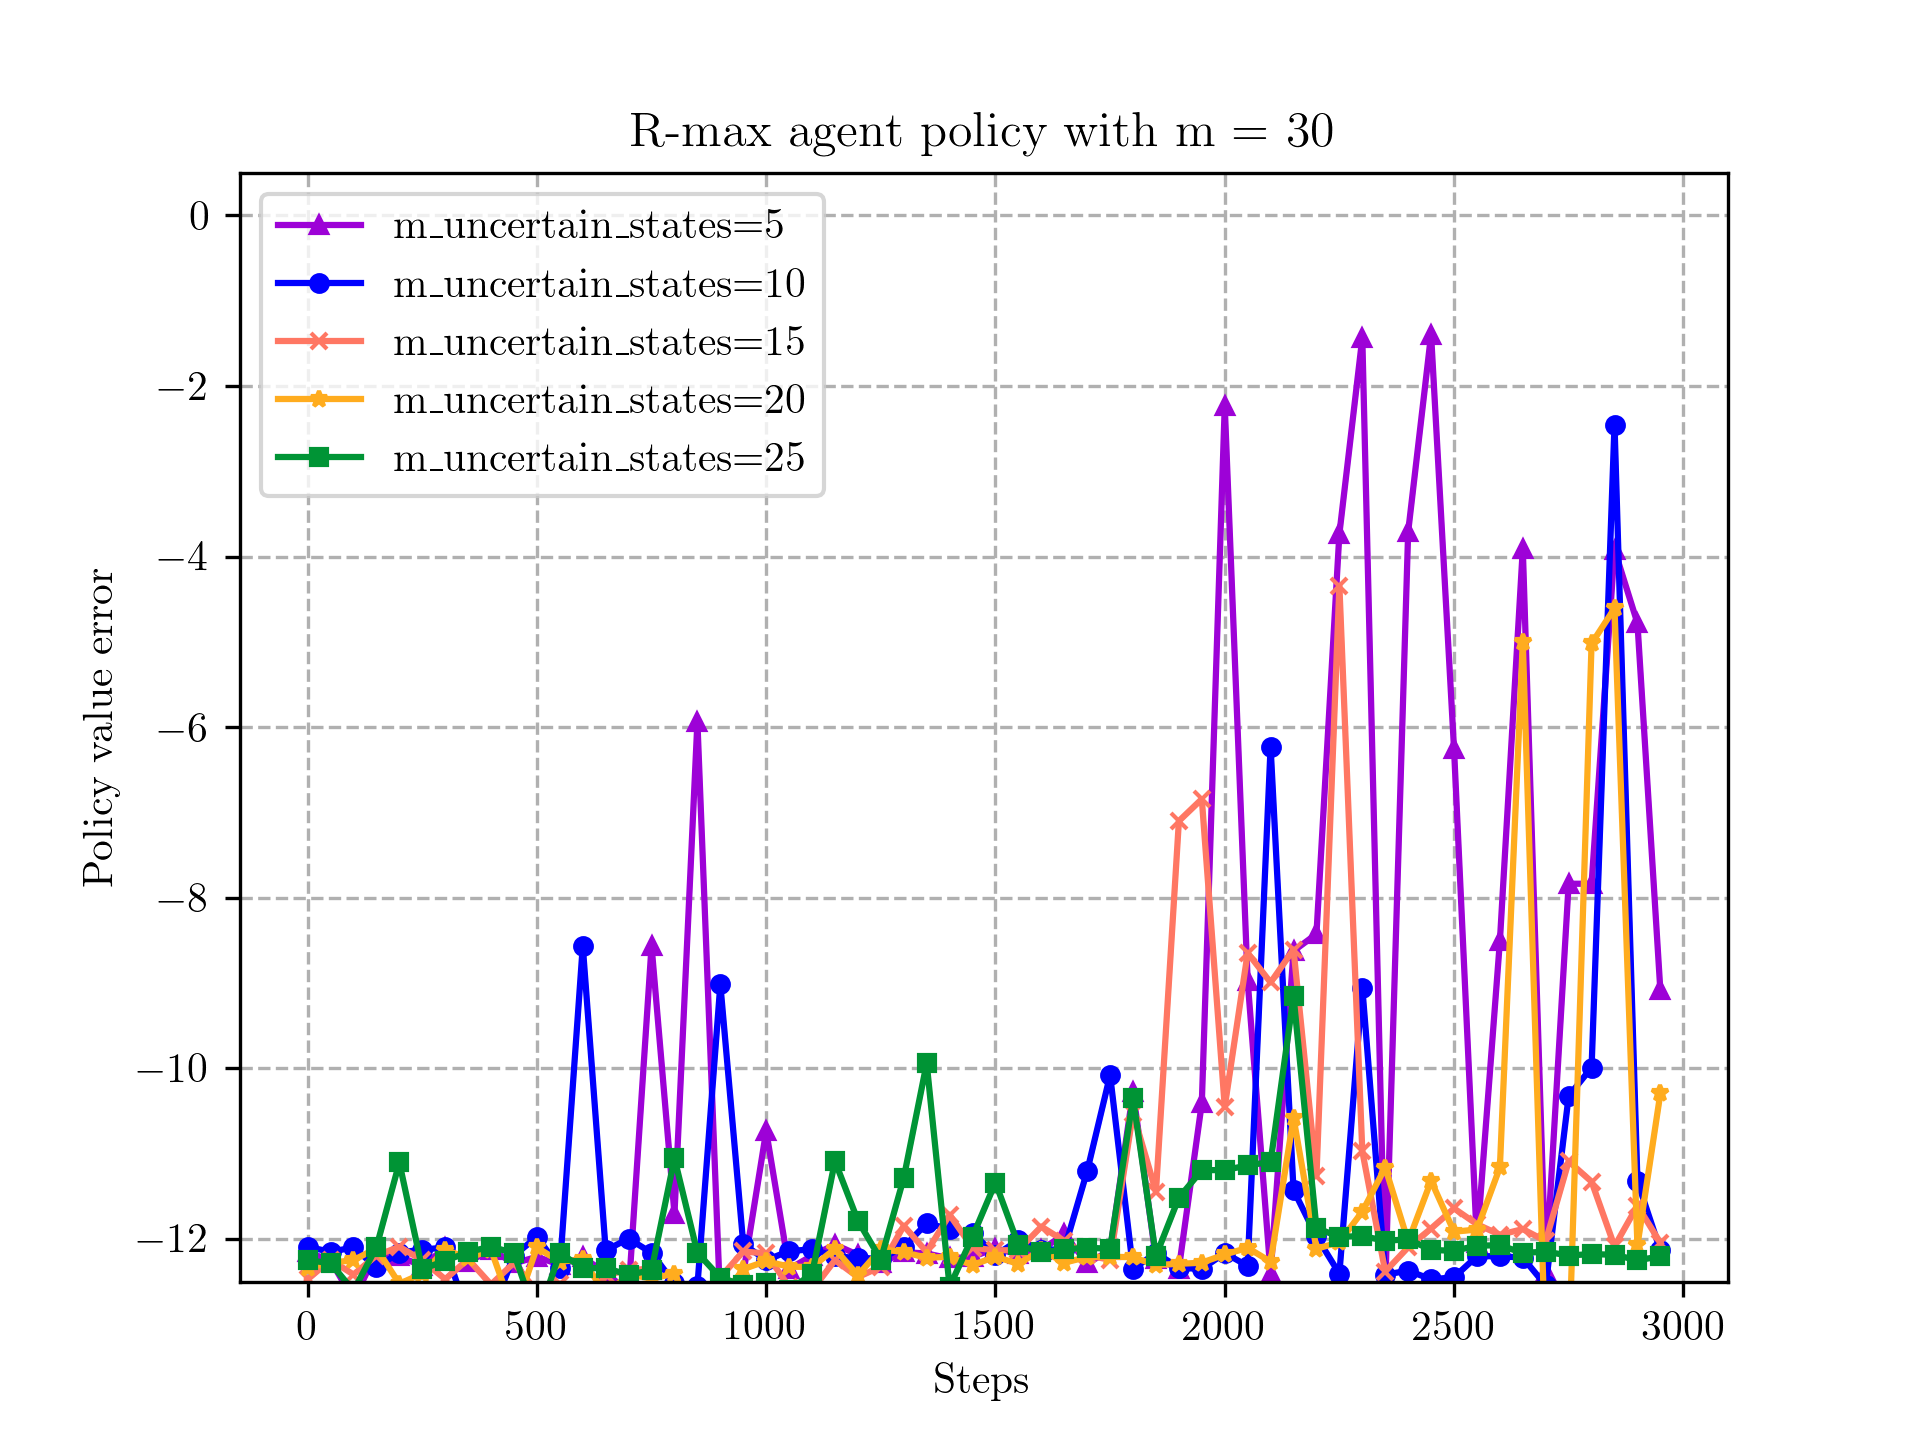 R-max agent policy with m = 30
m_uncertain_states=5
m_uncertain_states=10
m_uncertain_states=15
m_uncertain_states=20
m_uncertain_states=25
Policy value error
0
−2
−4
−6
−8
−10
−12
0 500 1000 1500 2000 2500 3000
Steps